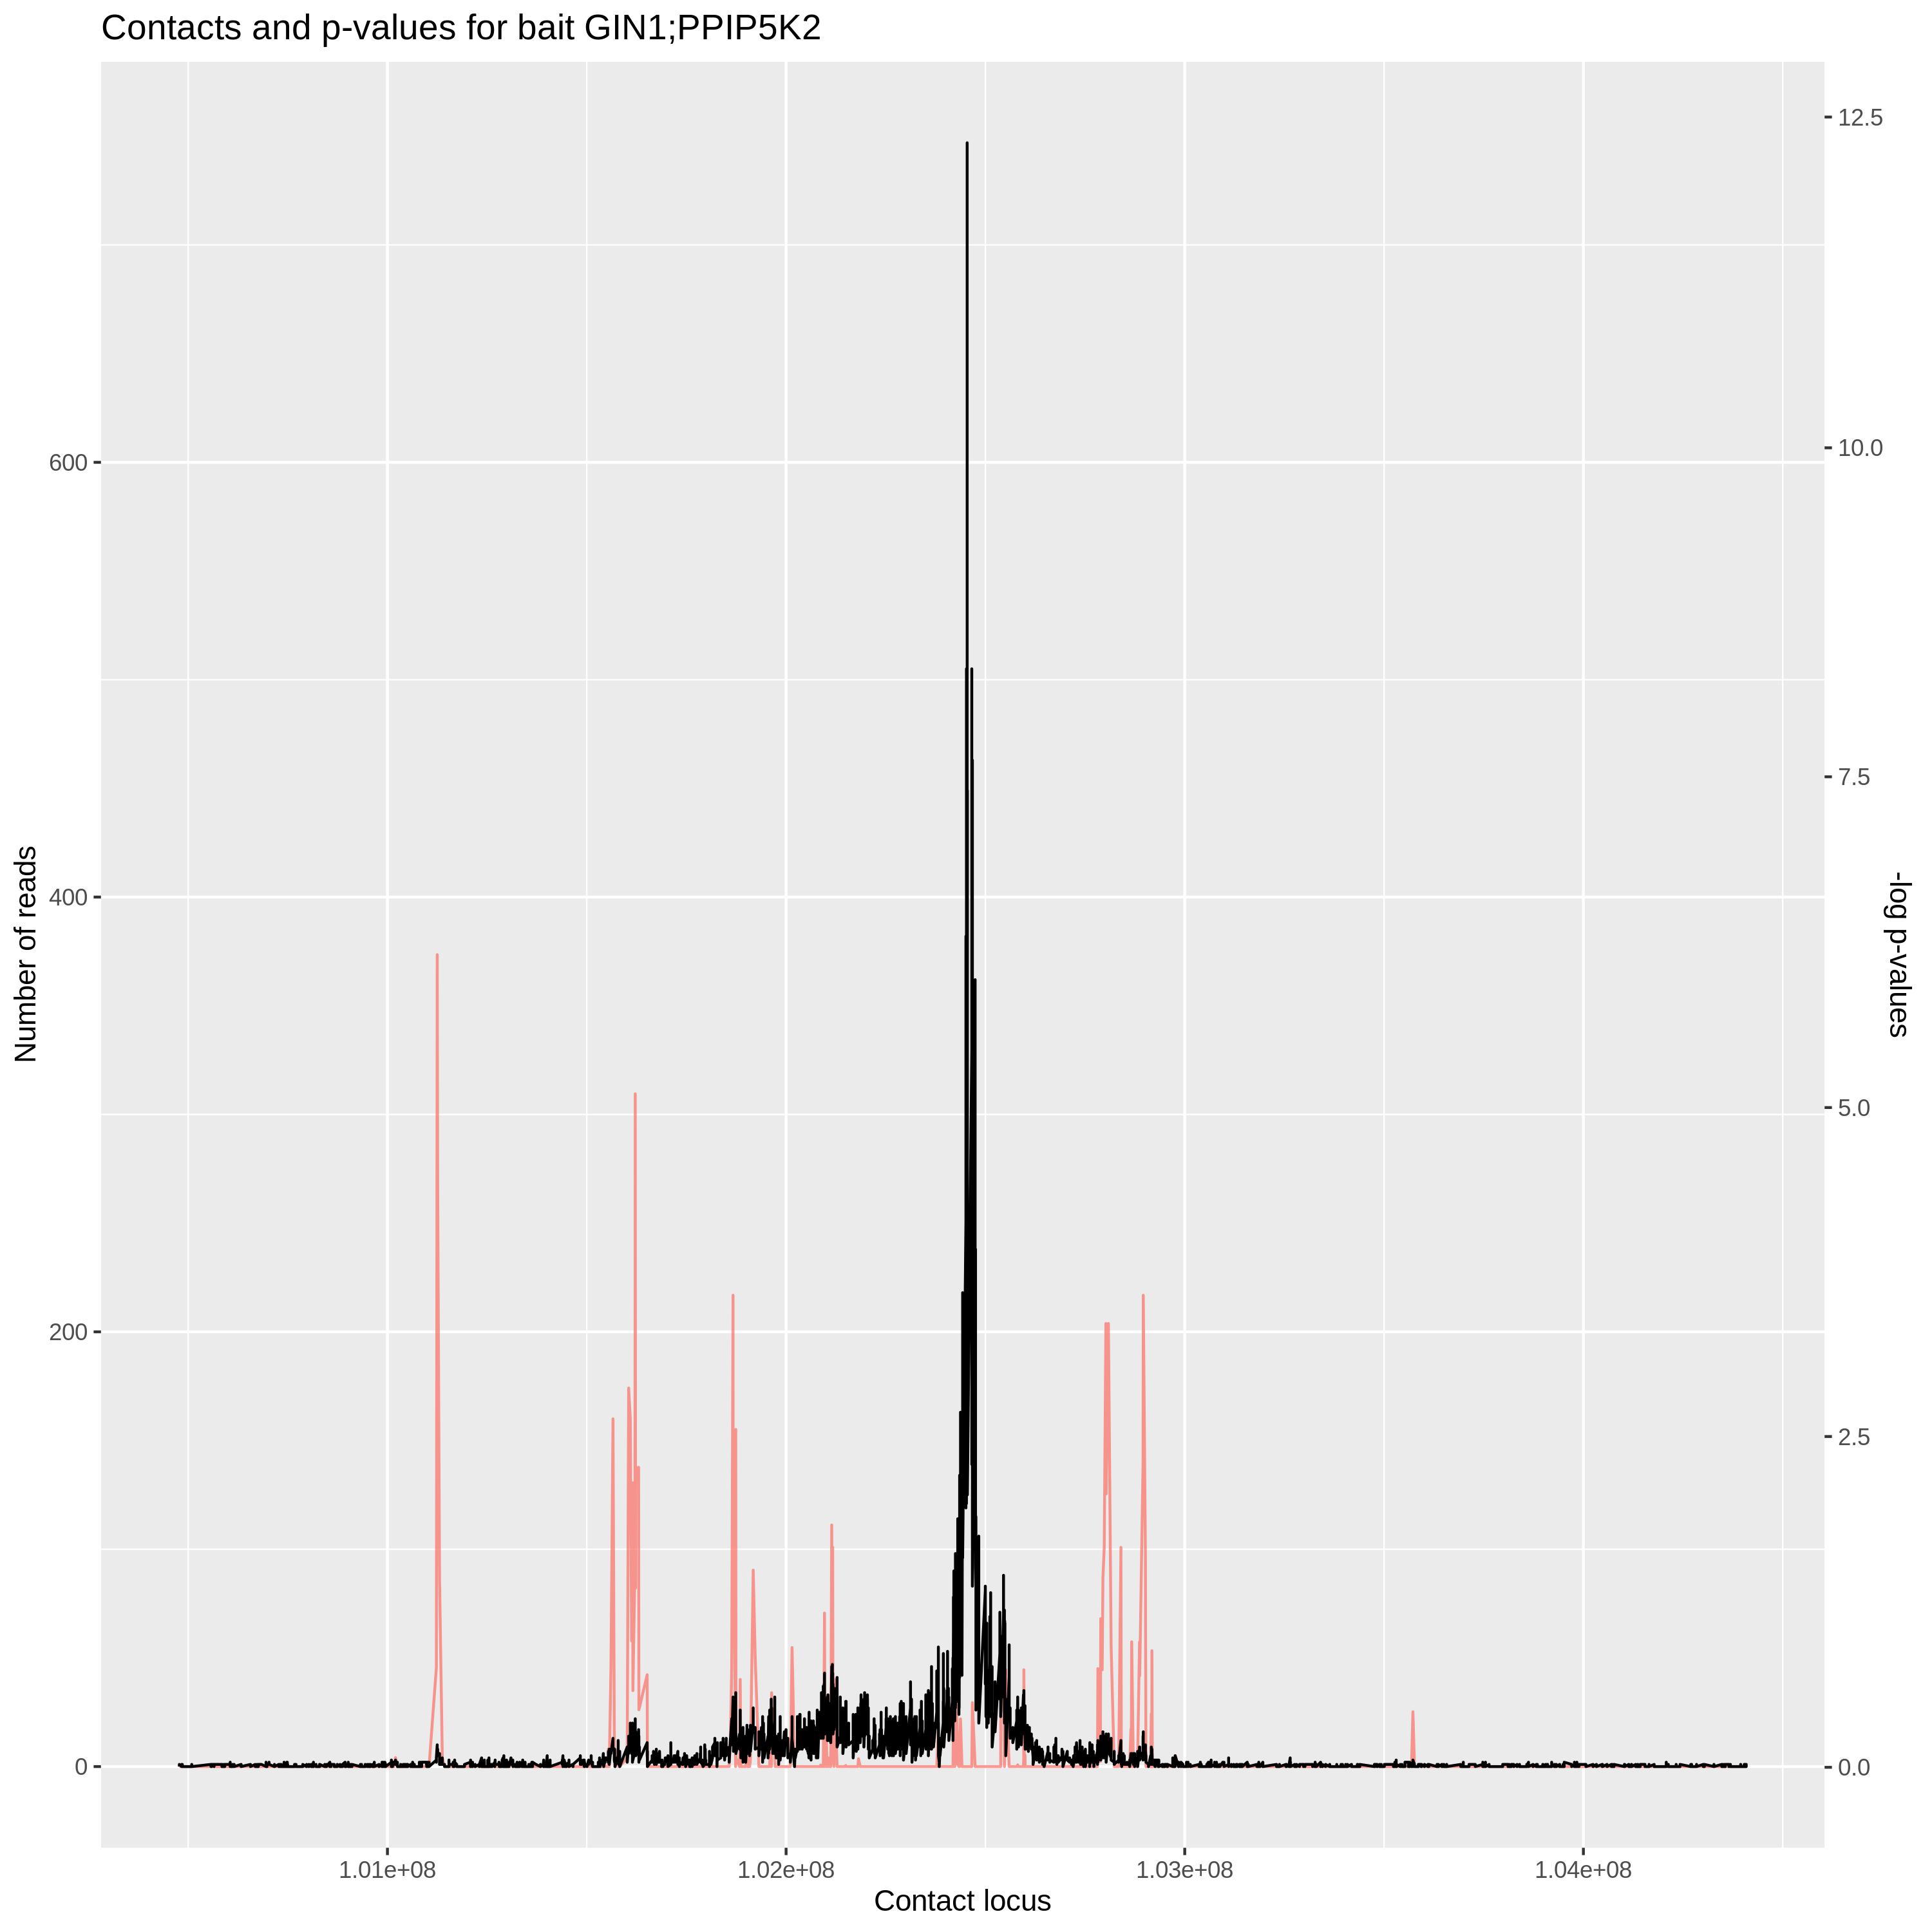 Contacts and p-values for bait GIN1;PPIP5K2
12.5
600
10.0
7.5
Number of reads
400
-log p-values
5.0
200
2.5
0
0.0
1.01e+08
1.02e+08
1.03e+08
1.04e+08
Contact locus